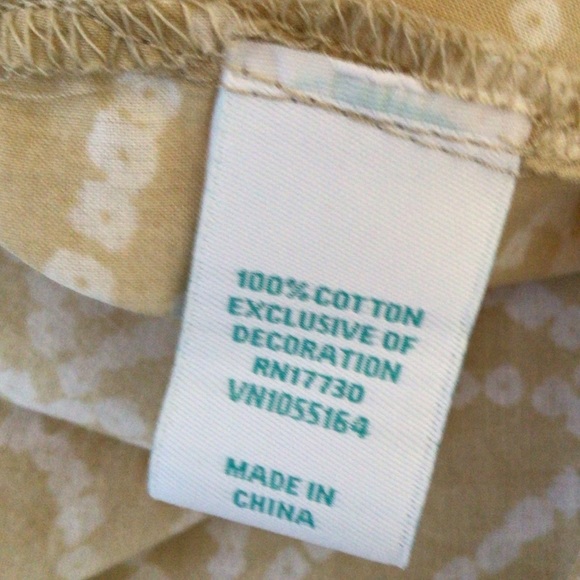 100% COTTON
EXCLUSIVE OF
DECORATION
RN17730
VN1055164
MADE IN
CHINA